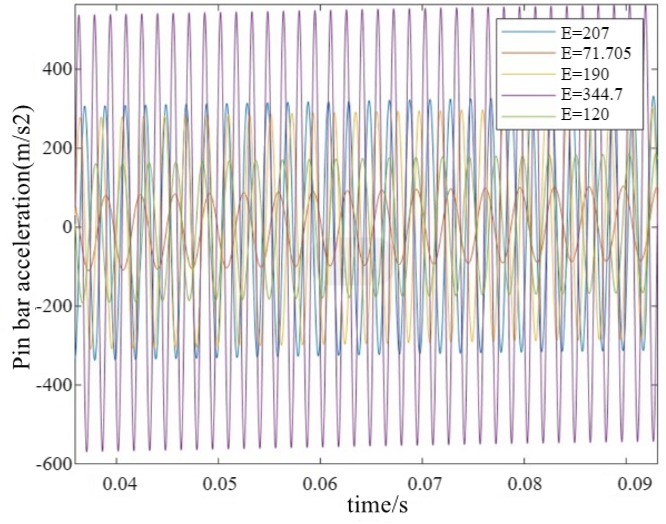 E=207
E=71.705
E=190
E=344.7
E=120
Pin bar acceleration(m/s2)
400
200
0
-200
-400
-600
0.04 0.05 0.06 0.07 0.08 0.09
time/s